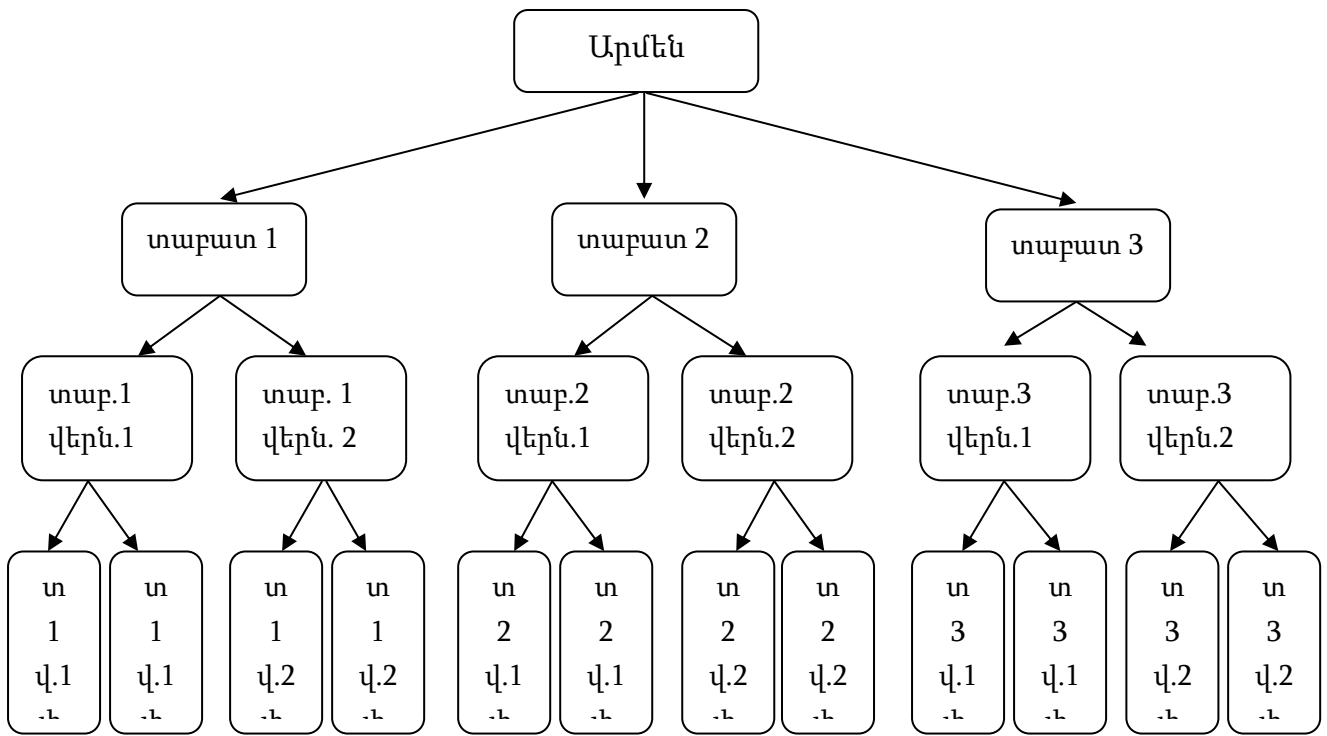 Արմեն
տաբատ 1
տաբատ 2
տաբատ 3
տաբ.1
վերն.1
տաբ. 1
վերն. 2
տաբ.2
վերն.1
տաբ.2
վերն.2
տաբ.3
վերն.1
տաբ.3
վերն.2
տ
1
վ.1
տ
1
վ.1
տ
1
վ.2
տ
1
վ.2
տ
2
վ.1
տ
2
վ.1
տ
2
վ.2
տ
2
վ.2
տ
3
վ.1
տ
3
վ.1
տ
3
վ.2
տ
3
վ.2